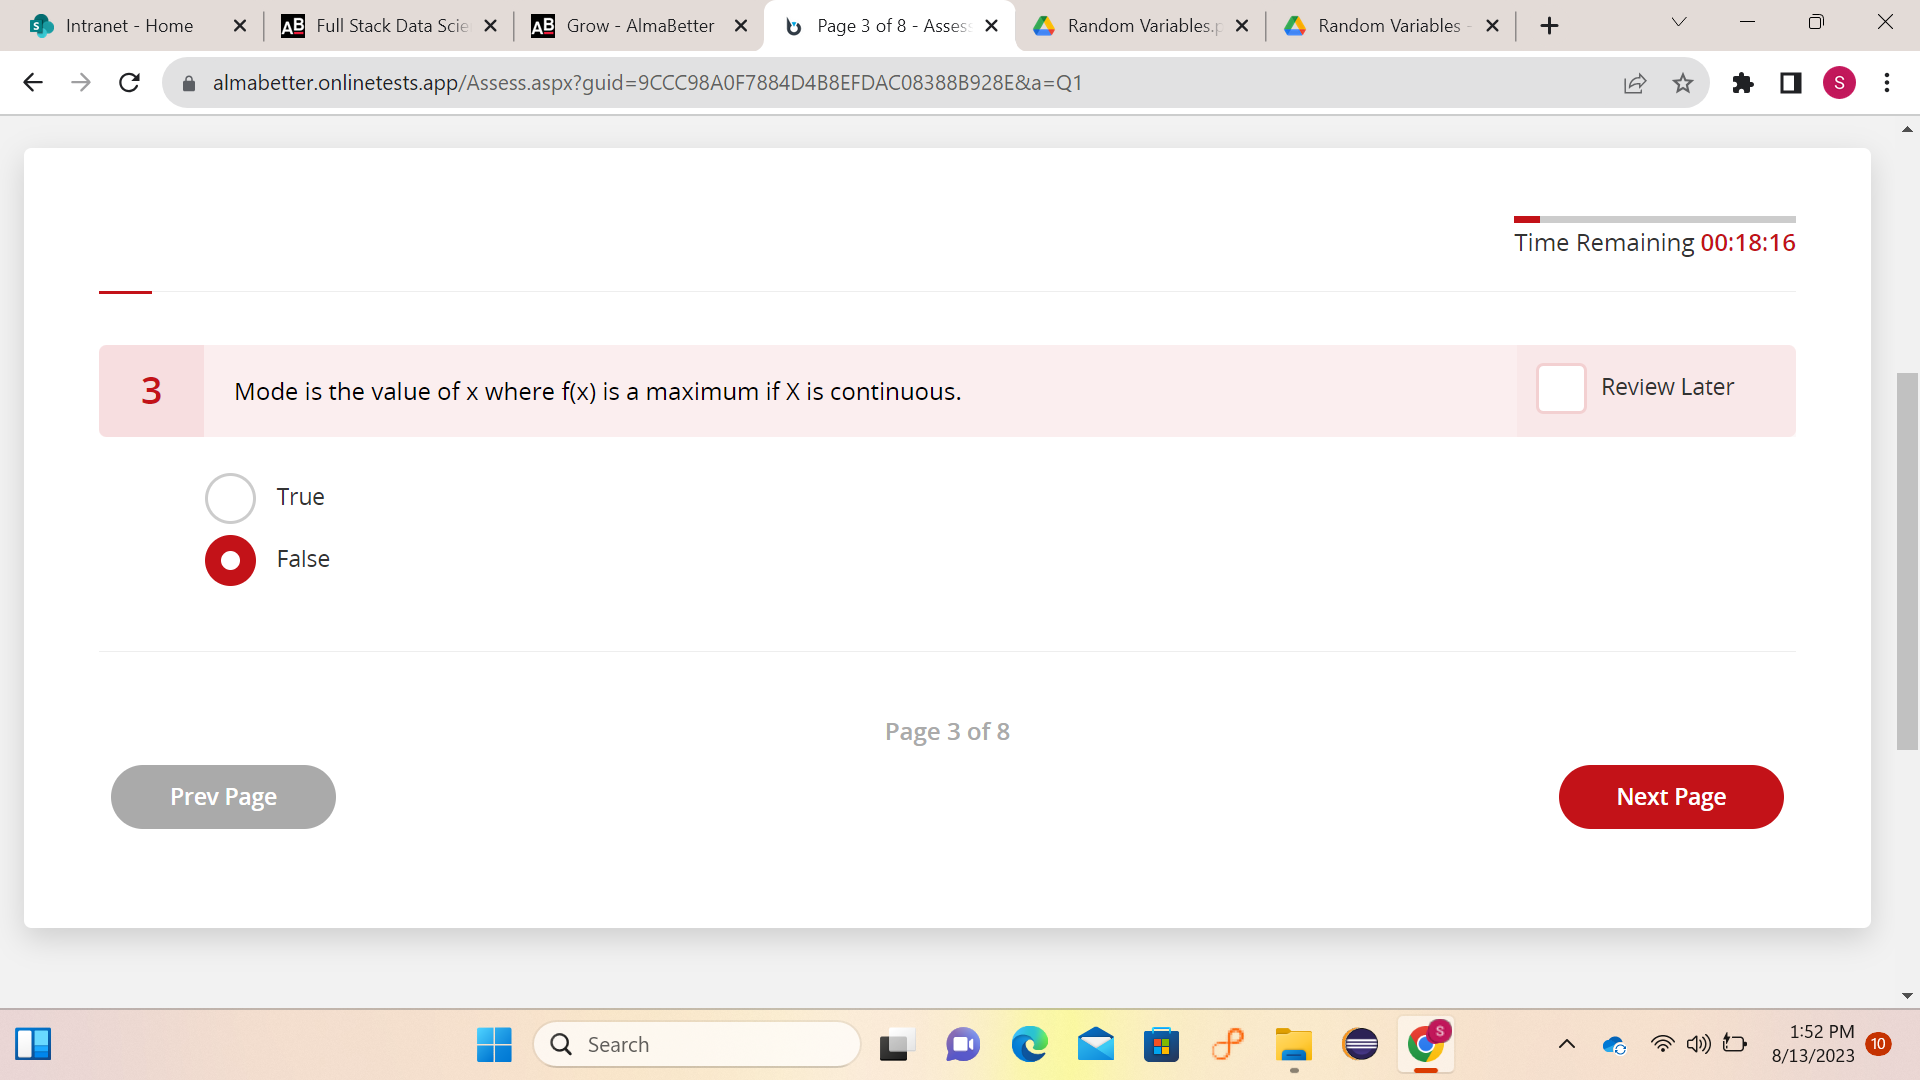 Intranet - Home
AB Full Stack Data Scie
AB Grow - AlmaBetter
Page 3 of 8 - Assess
Random Variables.p
Random Variables -
almabetter.onlinetests.app/Assess.aspx?guid=9CCC98A0F7884D4B8EFDAC08388B928E&a=Q1
S
Time Remaining 00:18:16
3
Mode is the value of x where f(x) is a maximum if X is continuous.
Review Later
True
False
Page 3 of 8
Prev Page
Next Page
Search
S
1:52 PM
8/13/2023
10